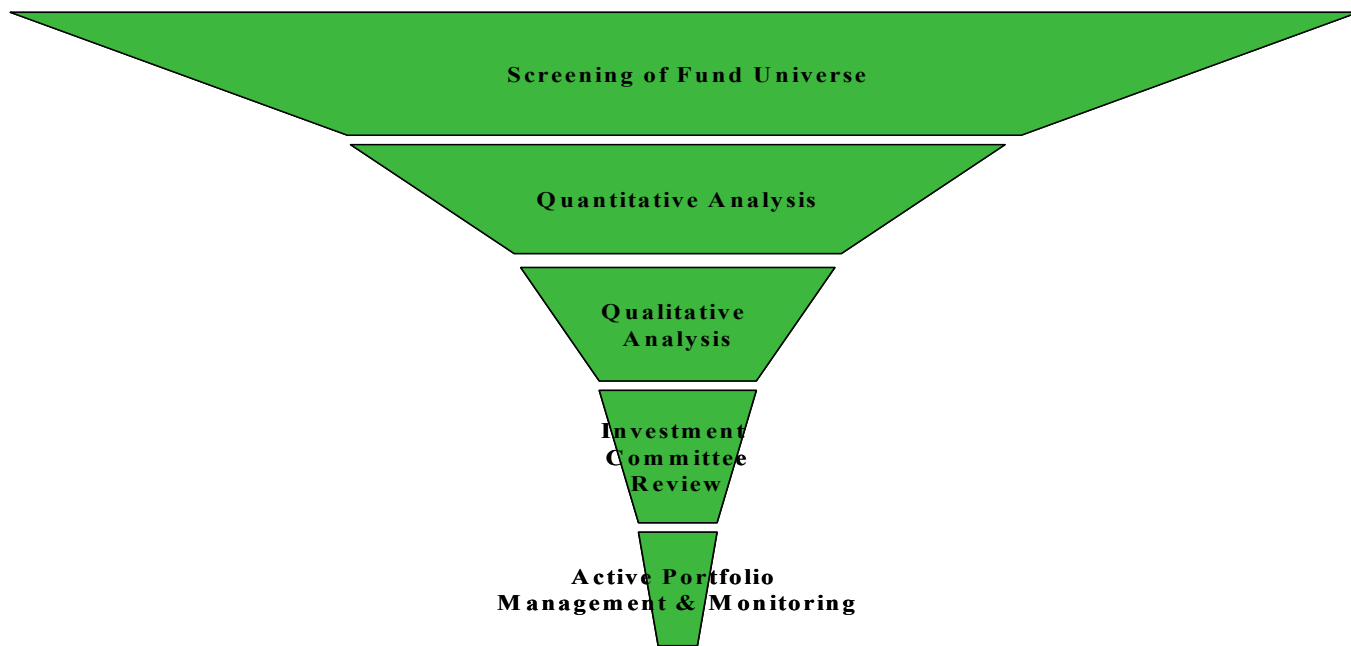 Screening of Fund Universe
Quantitative Analysis
Qualitative
Analysis
Investment
Committee
Review
Active Portfolio
Management & Monitoring